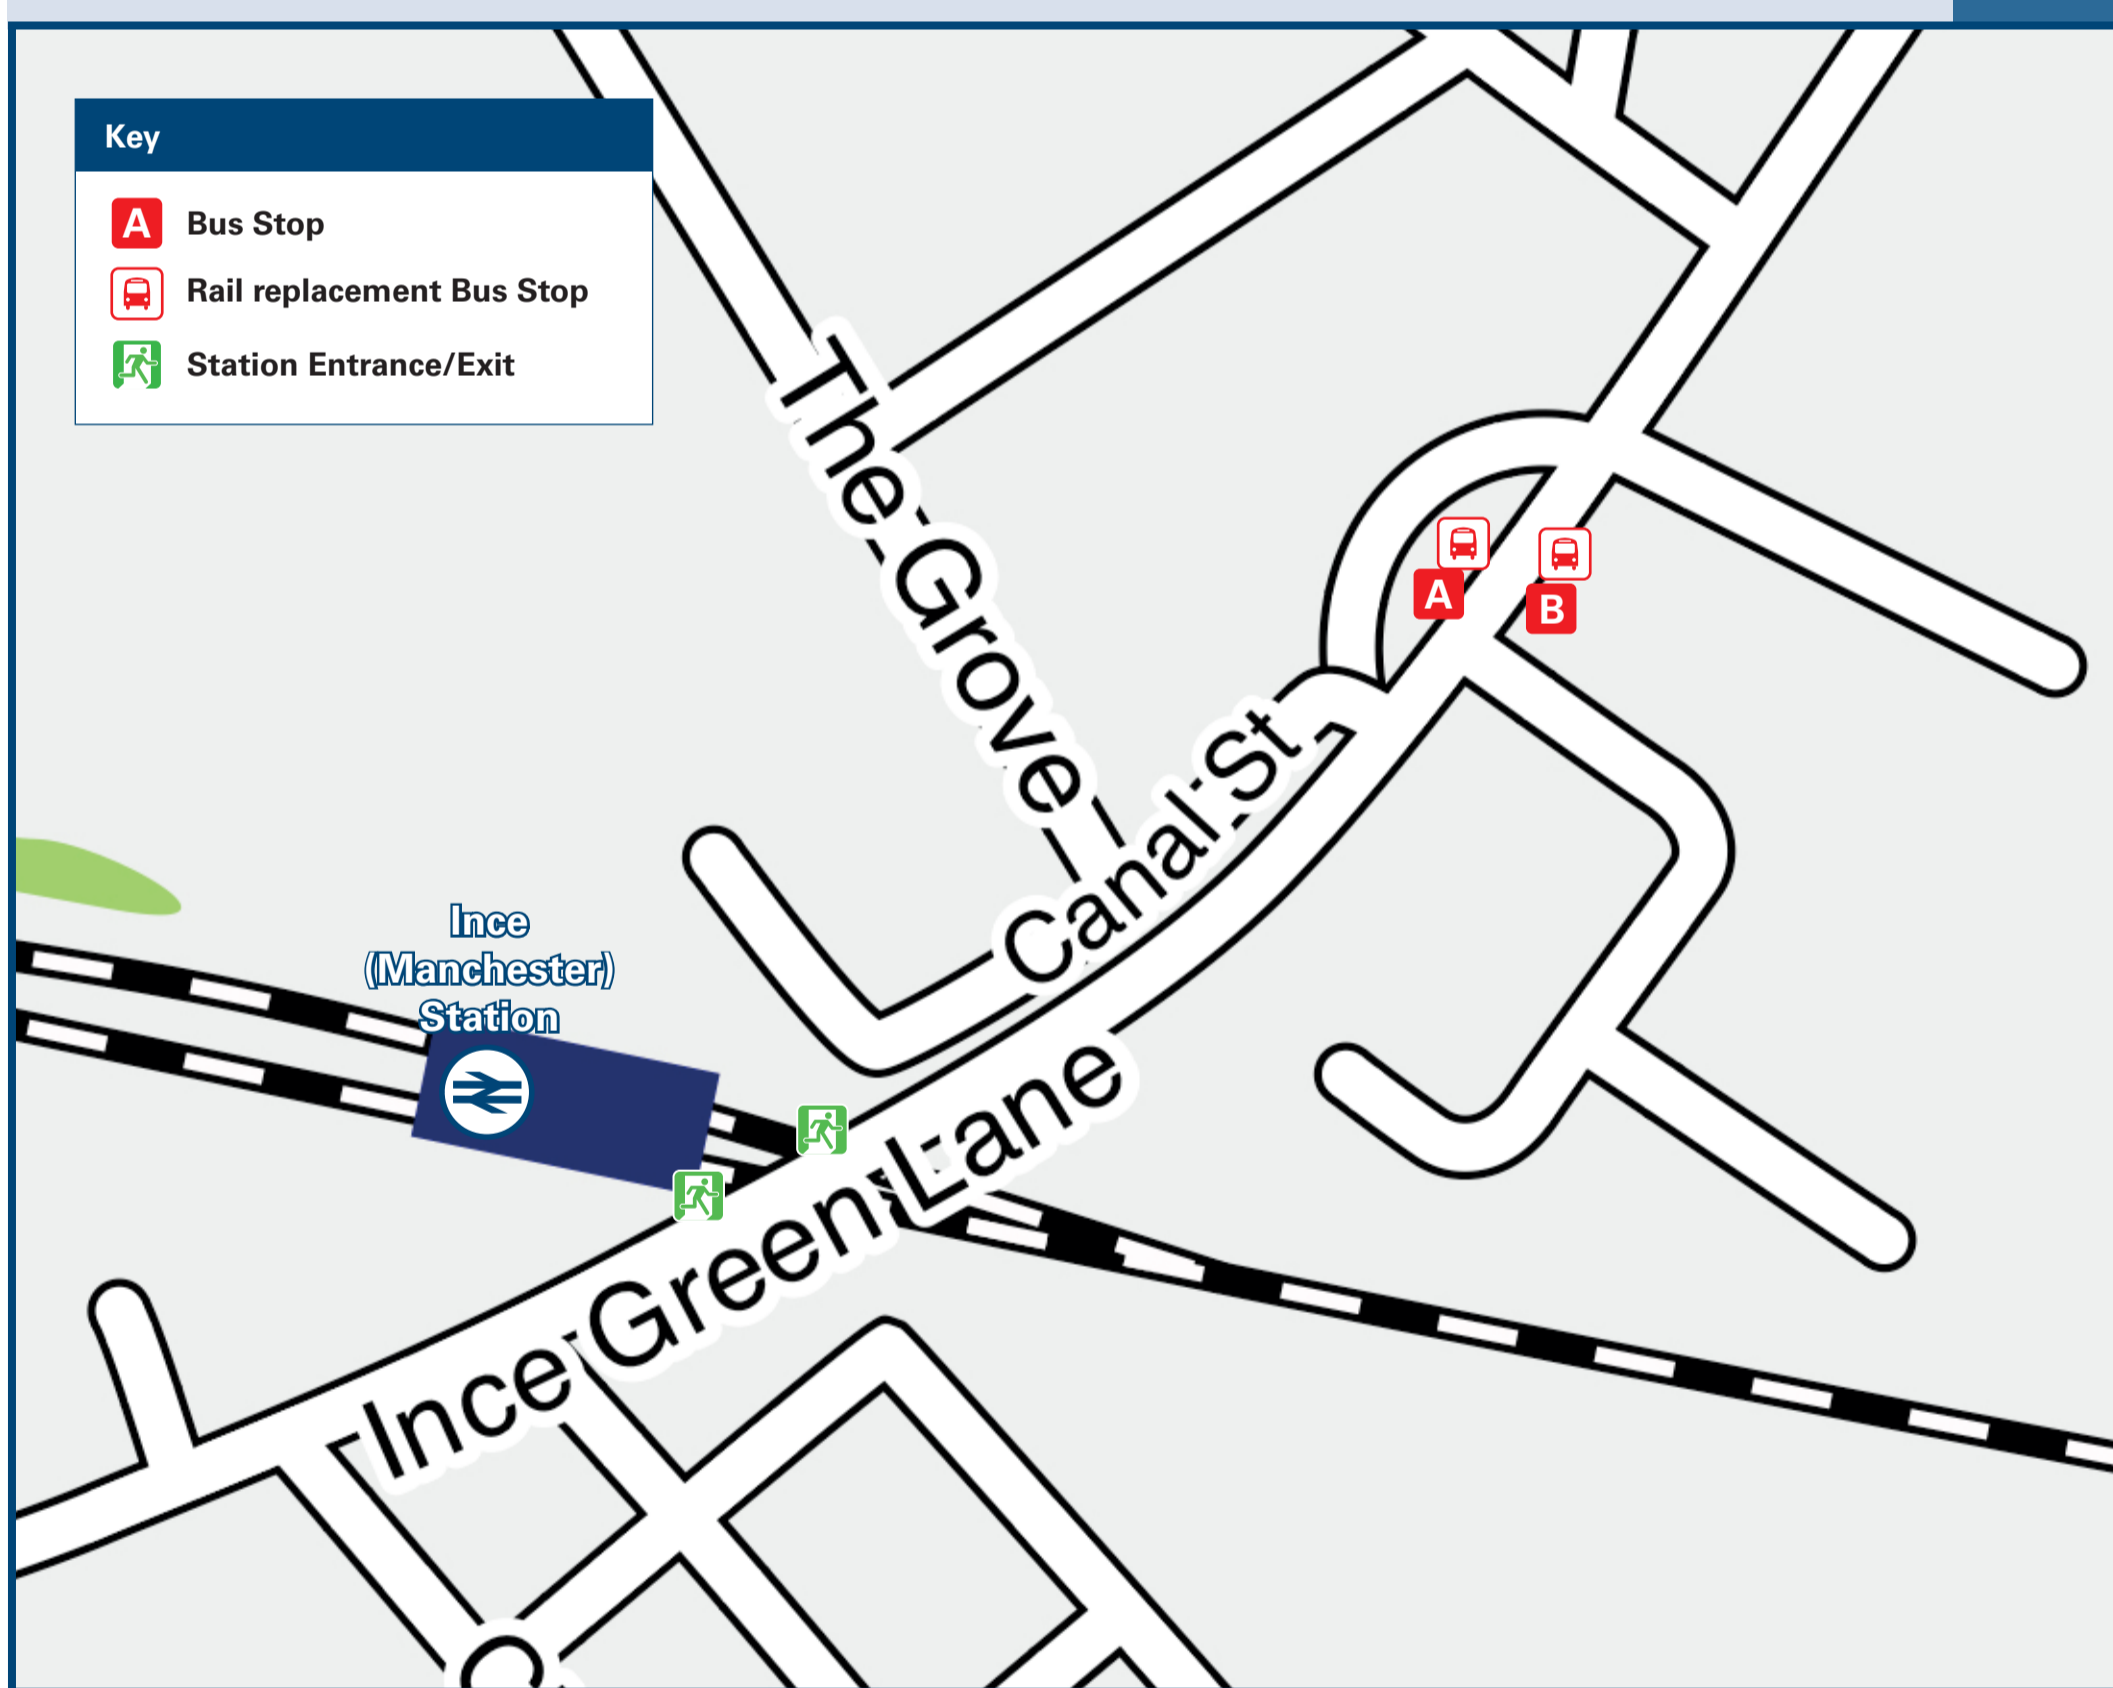 Key
A Bus Stop
Rail replacement Bus Stop
Station Entrance/Exit
The Grove
A
B
Canal St
Ince
(Manchester)
Station
Ince Green Lane
C